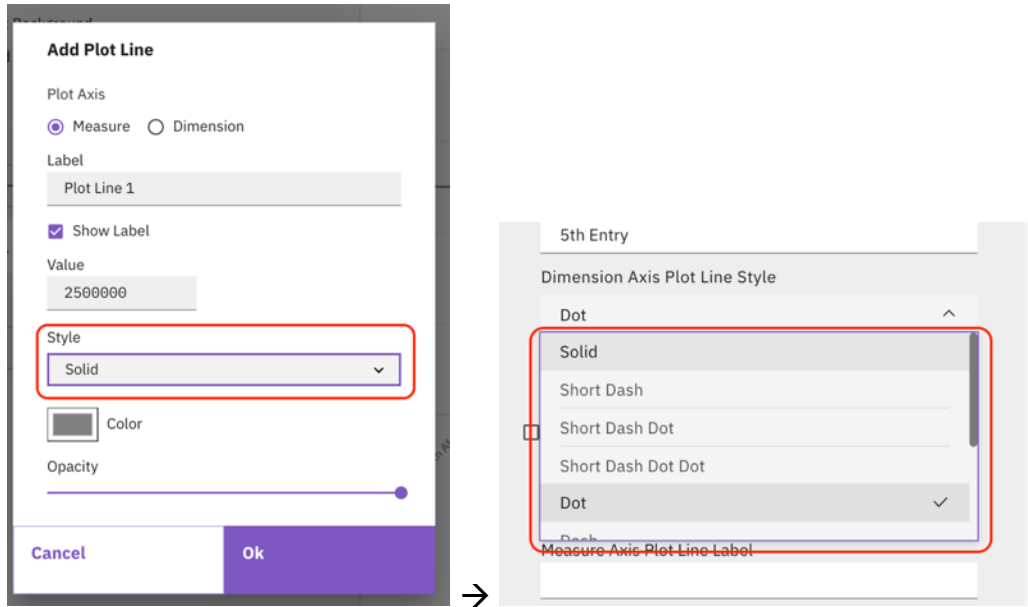 Add Plot Line
Plot Axis
Measure Dimension
Label
Plot Line 1
Show Label
Value
2500000
Style
Solid
Color
Opacity
Cancel Ok
→
5th Entry
Dimension Axis Plot Line Style
Dot
Solid
Short Dash
Short Dash Dot
Short Dash Dot Dot
Dot
Dash
Measure Axis Plot Line Label